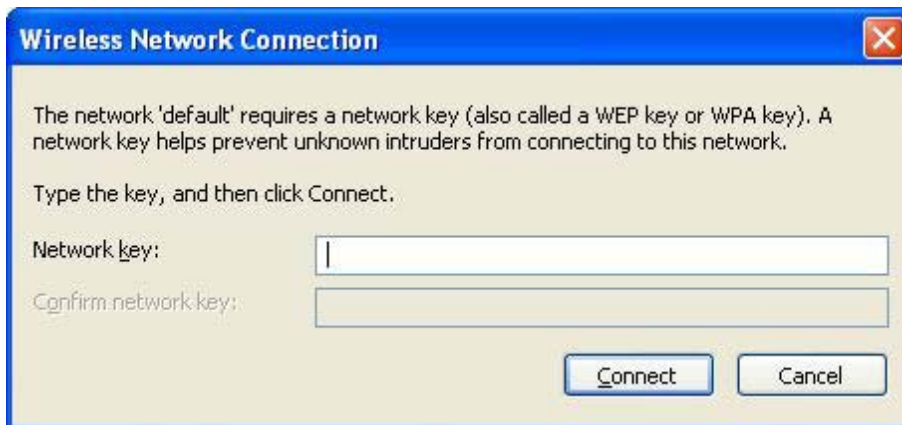 Wireless Network Connection
The network 'default' requires a network key (also called a WEP key or WPA key). A
network key helps prevent unknown intruders from connecting to this network.
Type the key, and then click Connect.
Network key:
Confirm network key:
Connect Cancel